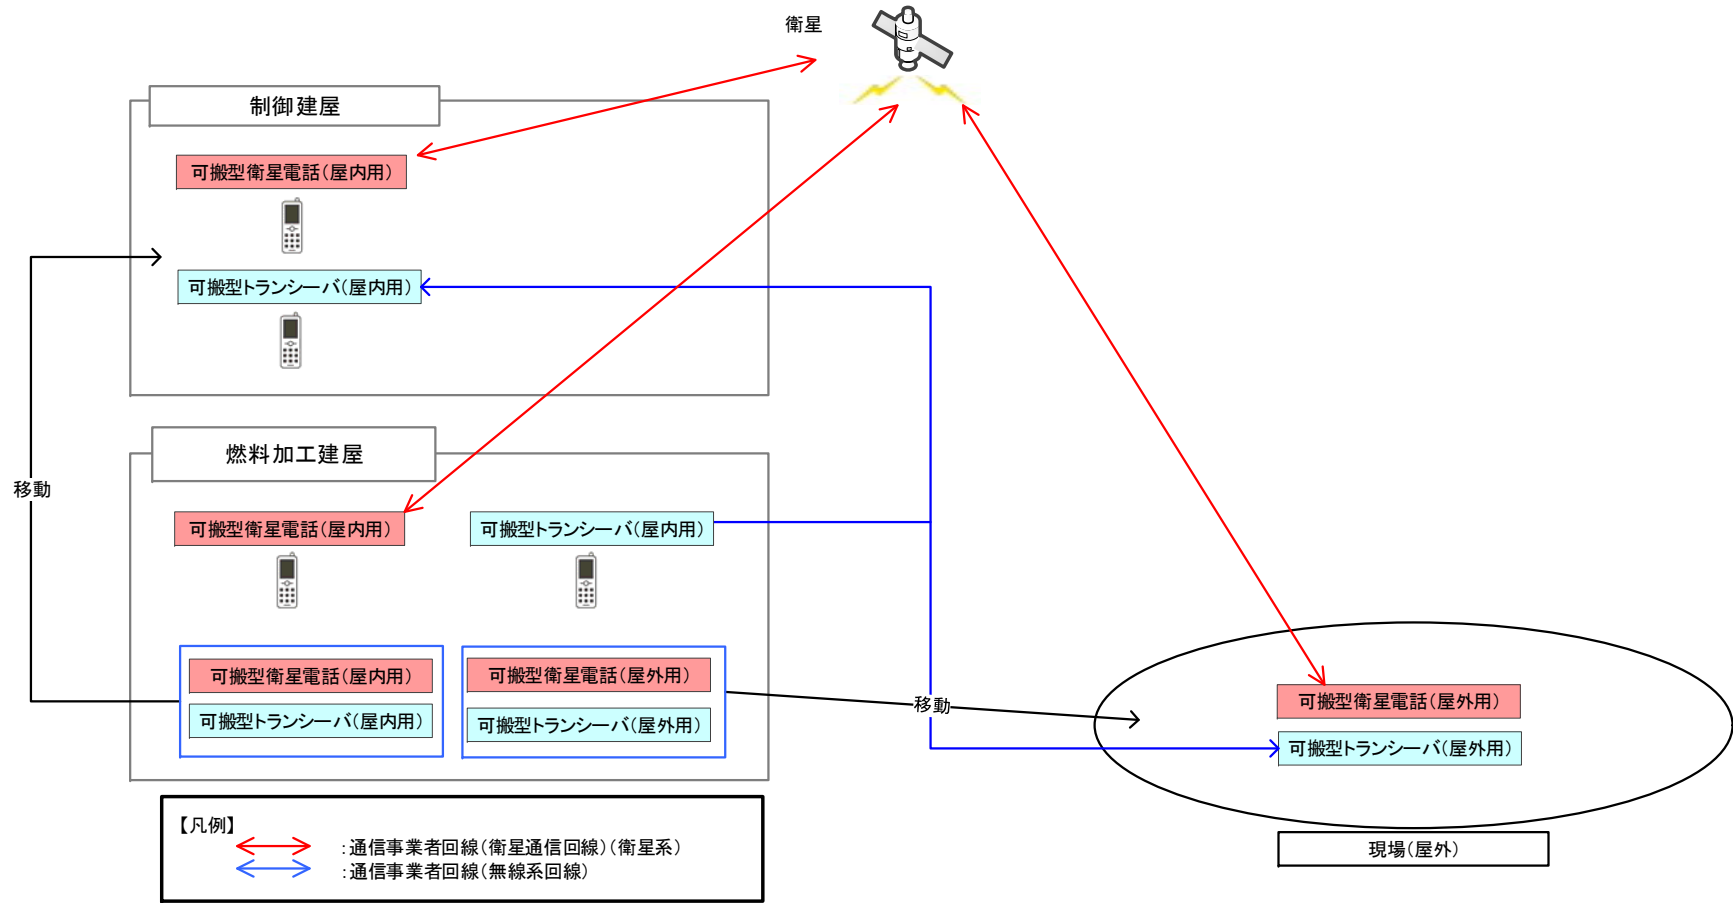 衛星
制御建屋
可搬型衛星電話(屋内用)
可搬型トランシーバ(屋内用)
燃料加工建屋
移動
可搬型衛星電話(屋内用)
可搬型トランシーバ(屋内用)
可搬型衛星電話(屋内用)
可搬型トランシーバ(屋内用)
可搬型衛星電話(屋外用)
可搬型トランシーバ(屋外用)
移動
可搬型衛星電話(屋外用)
可搬型トランシーバ(屋外用)
現場(屋外)
【凡例】
:通信事業者回線(衛星通信回線)(衛星系)
:通信事業者回線(無線系回線)